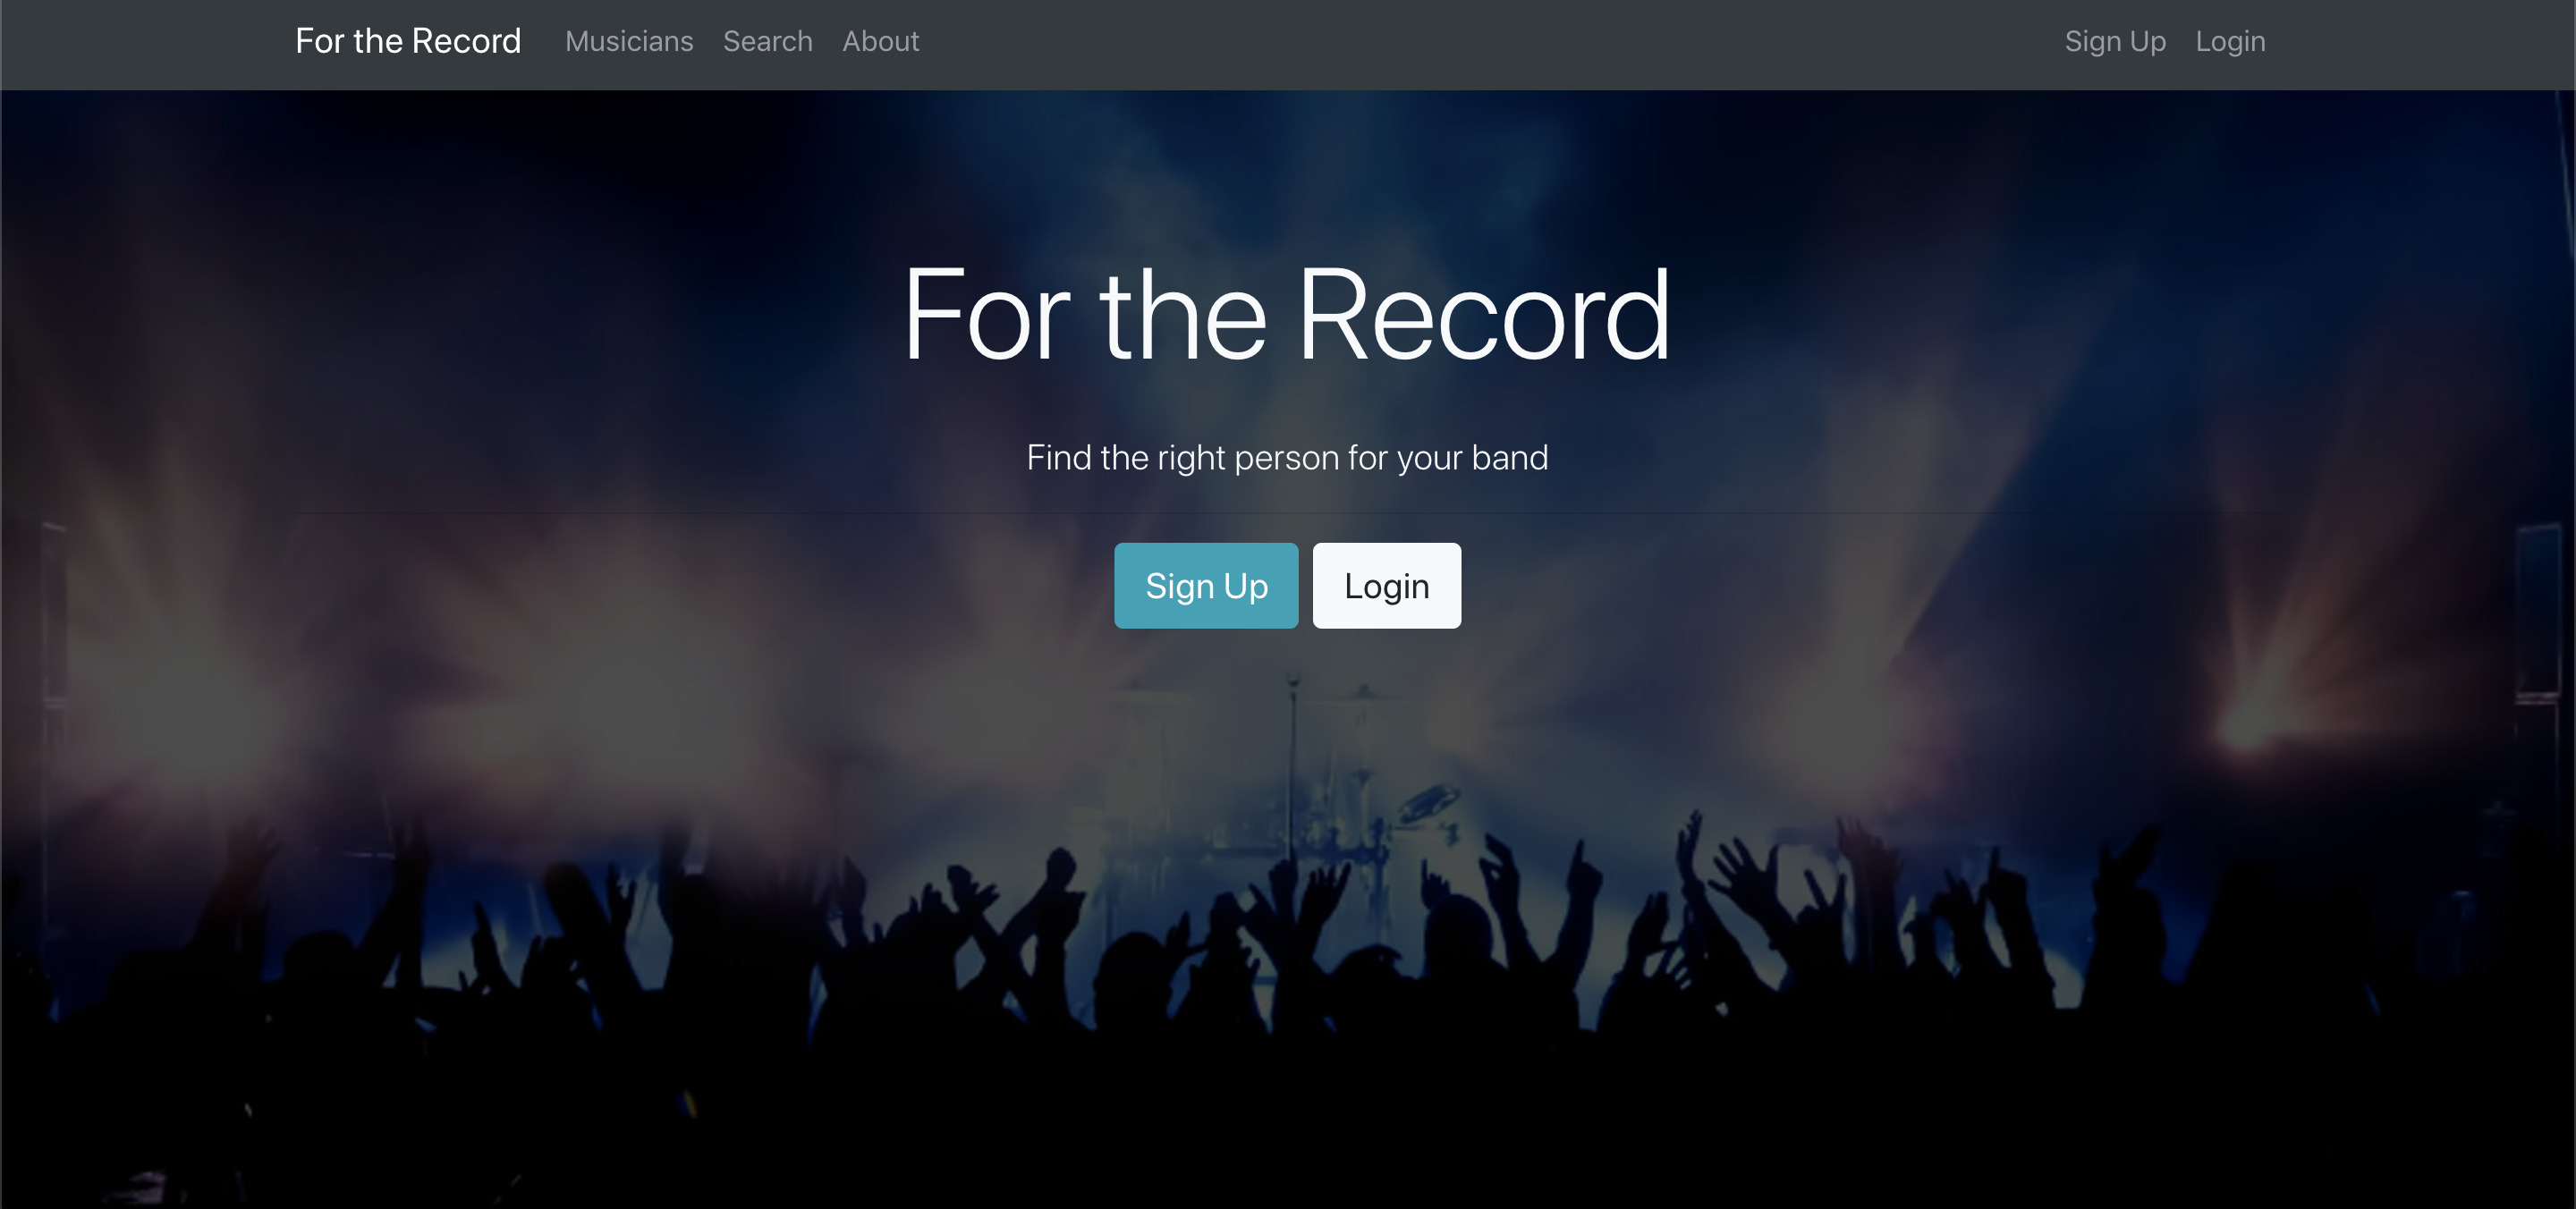 For the Record Musicians Search About Sign Up Login
For the Record
Find the right person for your band
Sign Up Login